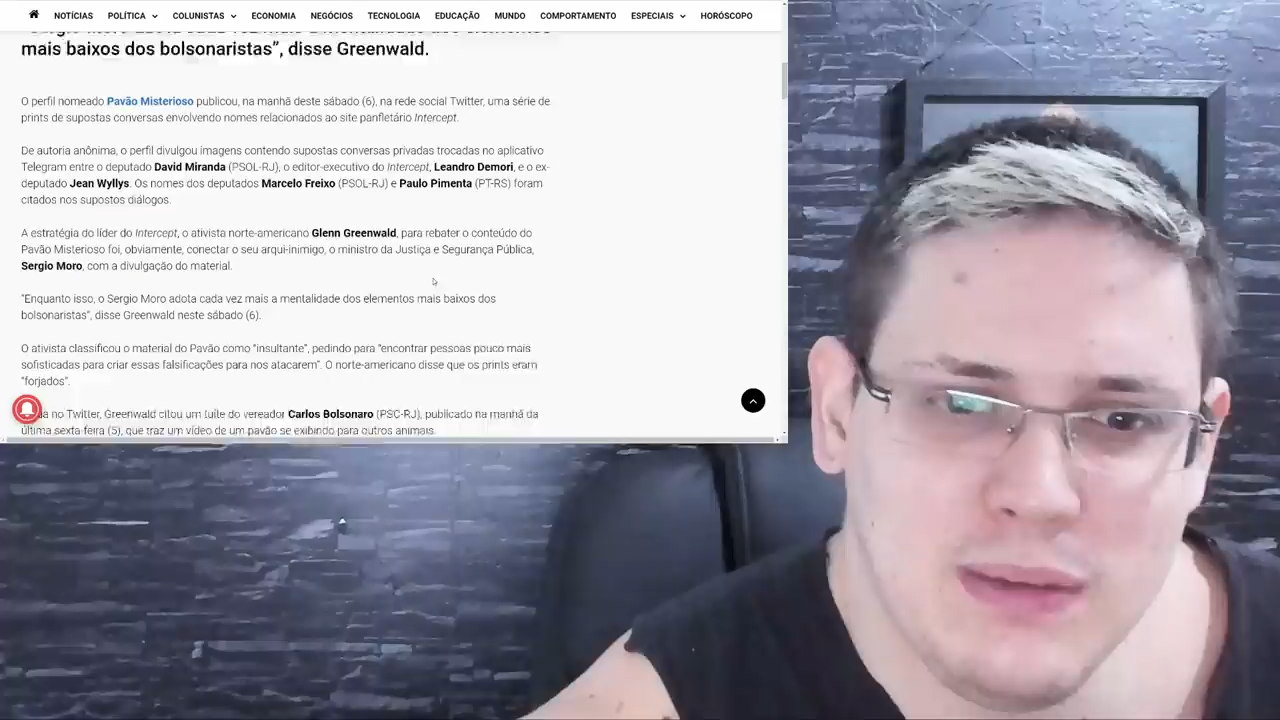 NOTÍCIAS POLÍTICA COLUNISTAS ECONOMIA NEGÓCIOS TECNOLOGIA EDUCAÇÃO MUNDO COMPORTAMENTO ESPECIAIS HORÓSCOPO
mais baixos dos bolsonaristas”, disse Greenwald.
O perfil nomeado Pavão Misterioso publicou, na manhã deste sábado (6), na rede social Twitter, uma série de
prints de supostas conversas envolvendo nomes relacionados ao site panfletário Intercept.
De autoria anônima, o perfil divulgou imagens contendo supostas conversas privadas trocadas no aplicativo
Telegram entre o deputado David Miranda (PSOL-RJ), o editor-executivo do Intercept, Leandro Demori, e o ex-
deputado Jean Wyllys. Os nomes dos deputados Marcelo Freixo (PSOL-RJ) e Paulo Pimenta (PT-RS) foram
citados nos supostos diálogos.
A estratégia do líder do Intercept, o ativista norte-americano Glenn Greenwald, para rebater o conteúdo do
Pavão Misterioso foi, obviamente, conectar o seu arqui-inimigo, o ministro da Justiça e Segurança Pública,
Sergio Moro, com a divulgação do material.
“Enquanto isso, o Sergio Moro adota cada vez mais a mentalidade dos elementos mais baixos dos
bolsonaristas”, disse Greenwald neste sábado (6).
O ativista classificou o material do Pavão como “insultante”, pedindo para “encontrar pessoas pouco mais
sofisticadas para criar essas falsificações para nos atacarem”. O norte-americano disse que os prints eram
“forjados”.
no Twitter, Greenwald citou um tuíte do vereador Carlos Bolsonaro (PSC-RJ), publicado na manhã da
última sexta-feira (5), que traz um vídeo de um pavão se exibindo para outros animais.